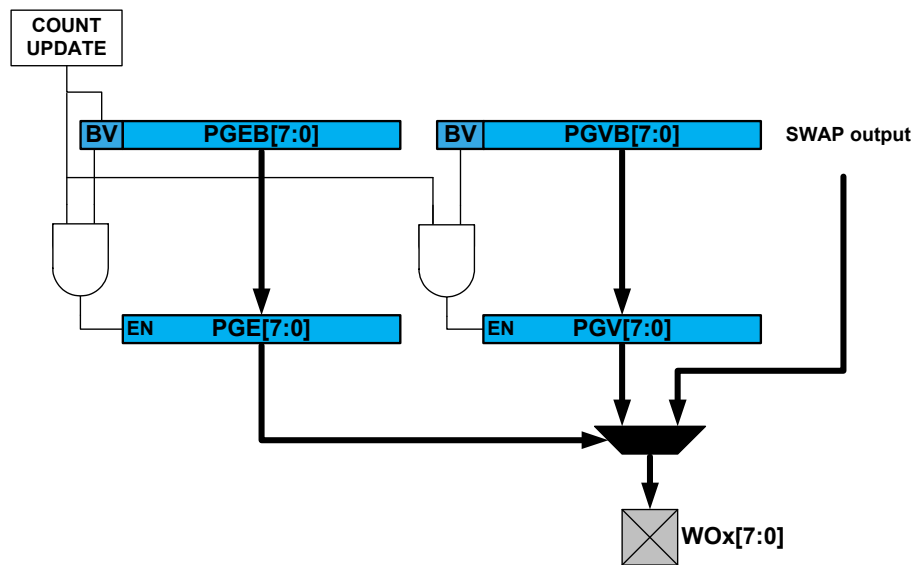 COUNT
UPDATE
BV PGEB[7:0]
BV PGVB[7:0]
SWAP output
EN PGE[7:0]
EN PGV[7:0]
WOx[7:0]